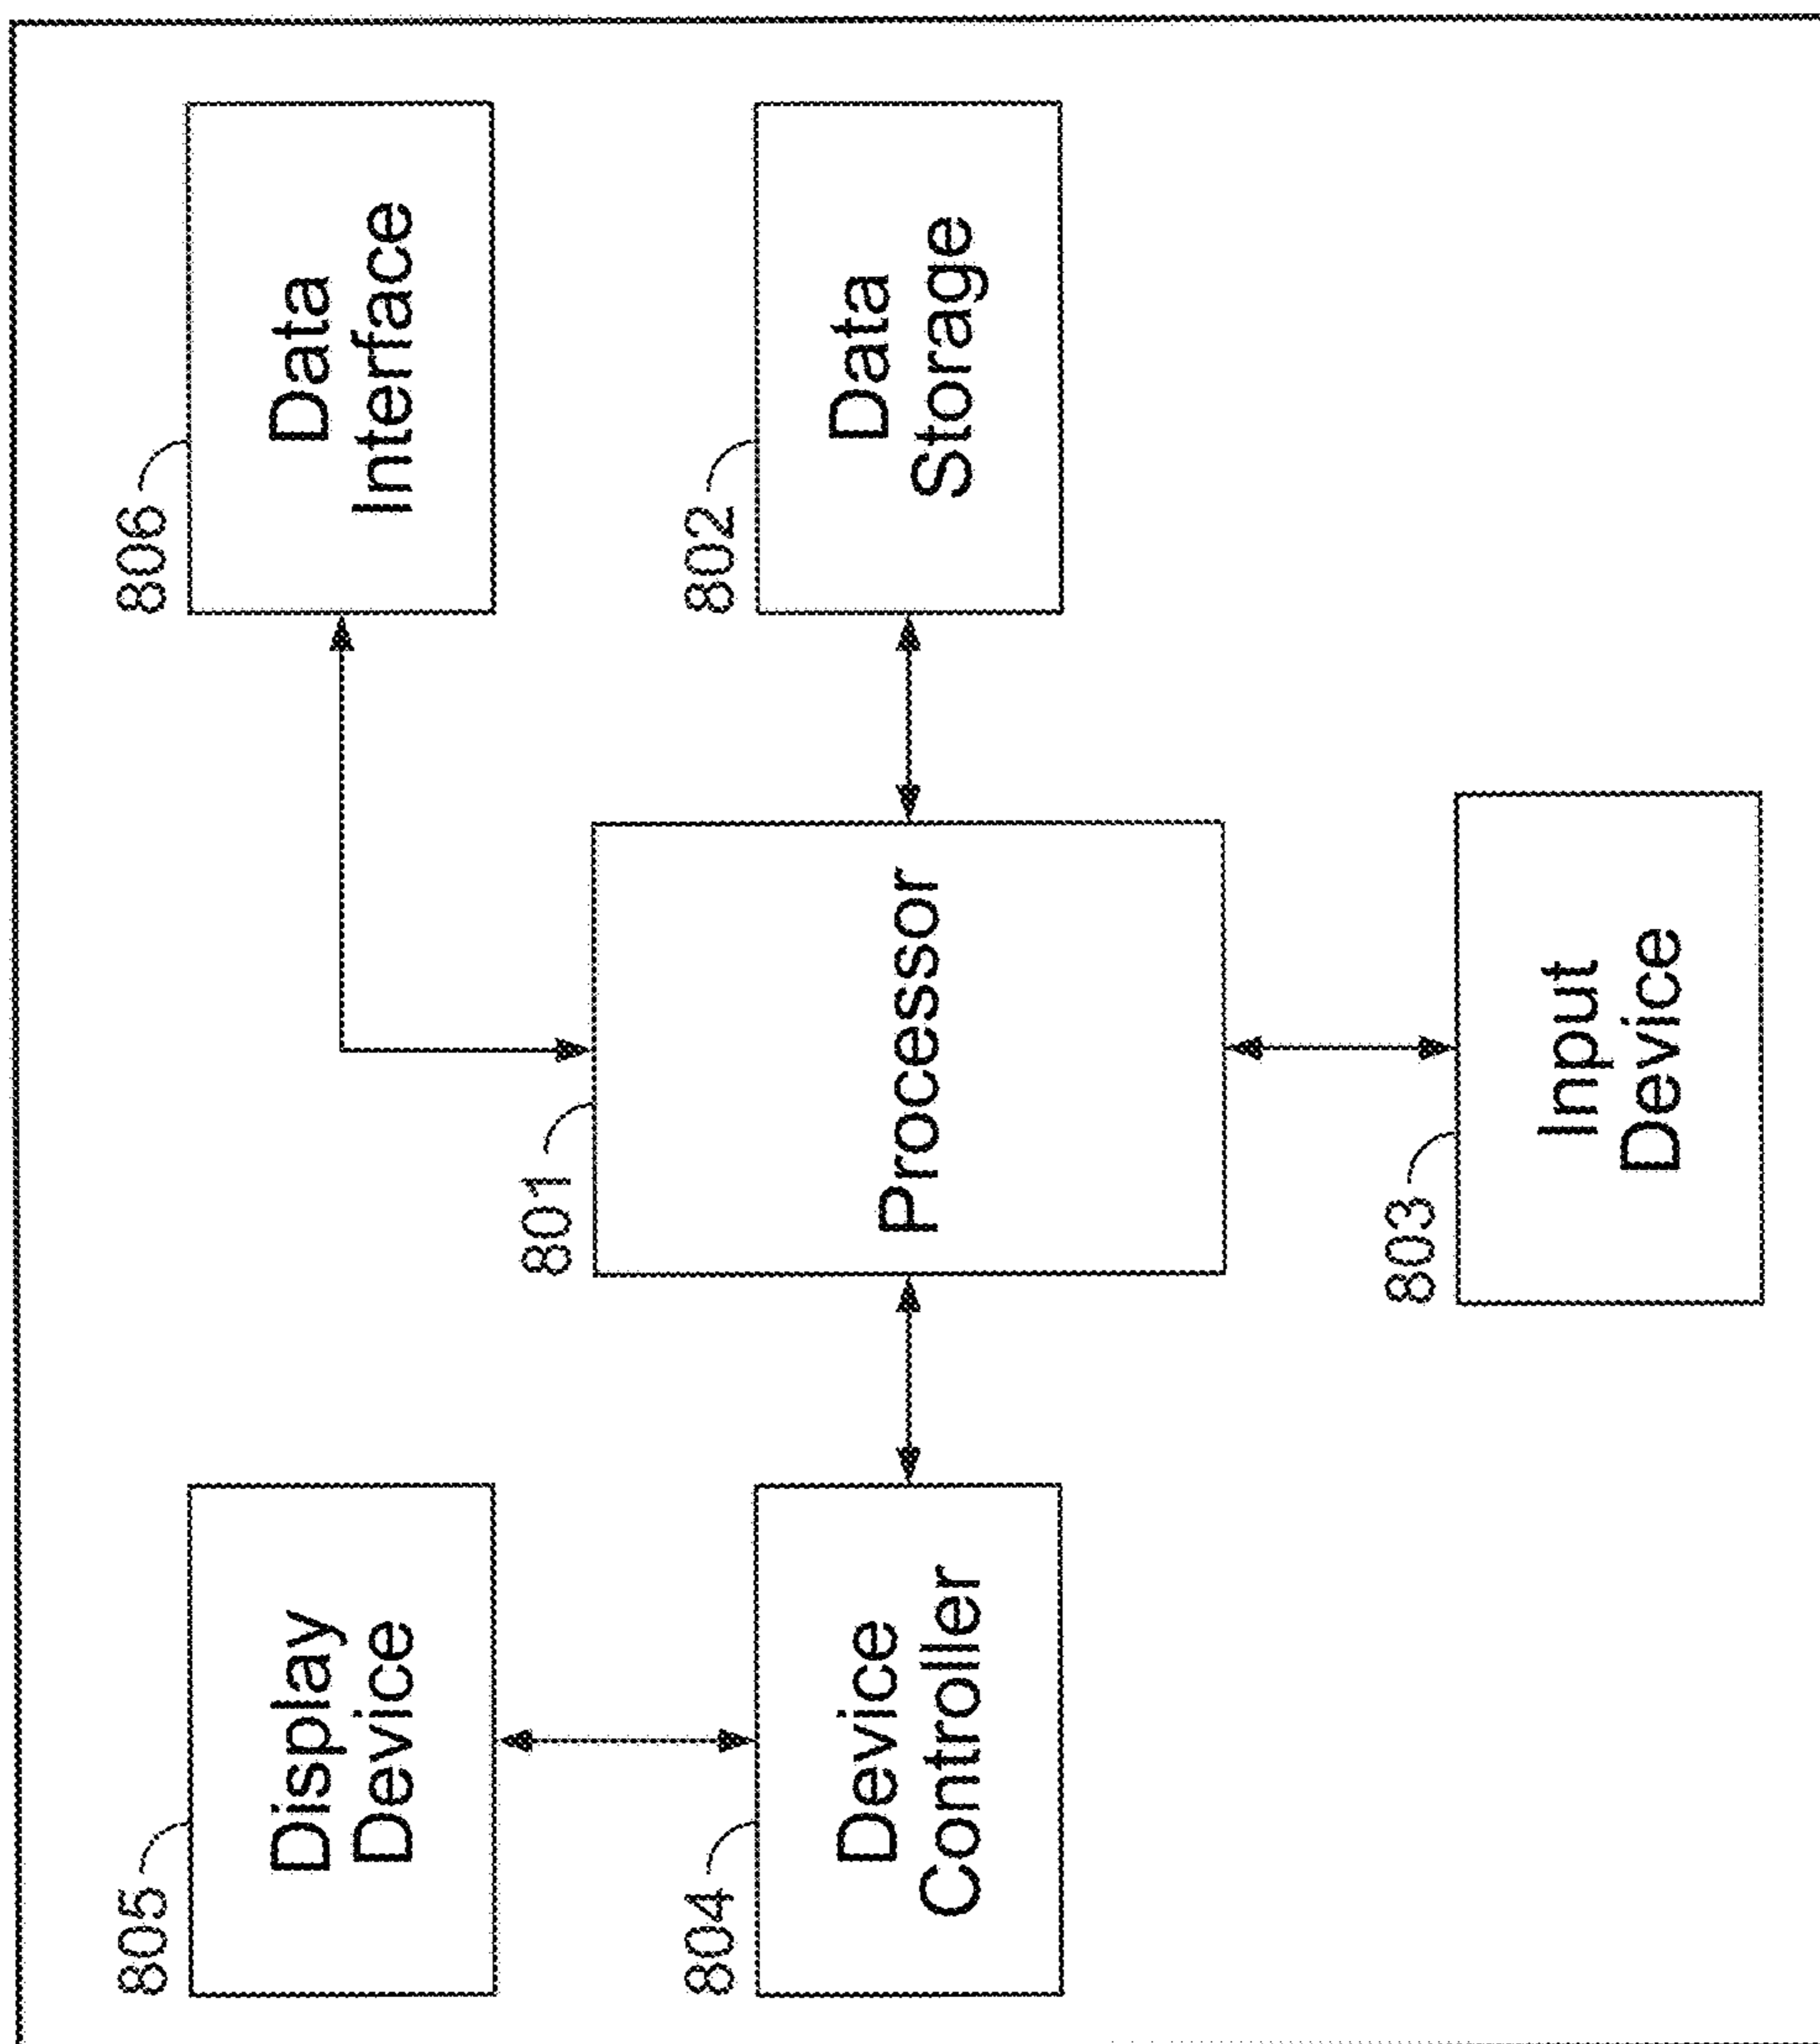 805
Display
Device
806
Data
Interface
804
Device
Controller
801
Processor
802
Data
Storage
803
Input
Device